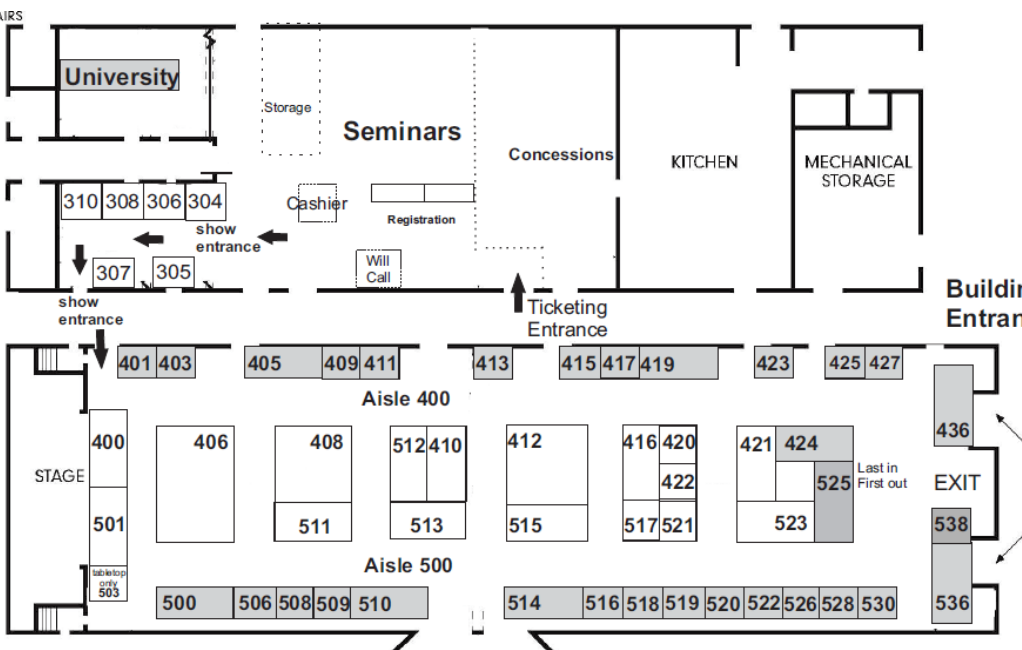 AIRS
University
Storage
Seminars
Concessions
KITCHEN
MECHANICAL
STORAGE
310 308 306 304
Cashier
Registration
show
entrance
307 305
Will
Call
show
entrance
Ticketing
Entrance
Buildin
Entran
401 403 405 409 411 413 415 417 419 423 425 427
Aisle 400
400 406 408 512 410 412 416 420 421 424 436
422
STAGE
525
Last in
First out
EXIT
501 511 513 515 517 521 523 538
Aisle 500
tabletop
only
503
500 506 508 509 510 514 516 518 519 520 522 526 528 530 536